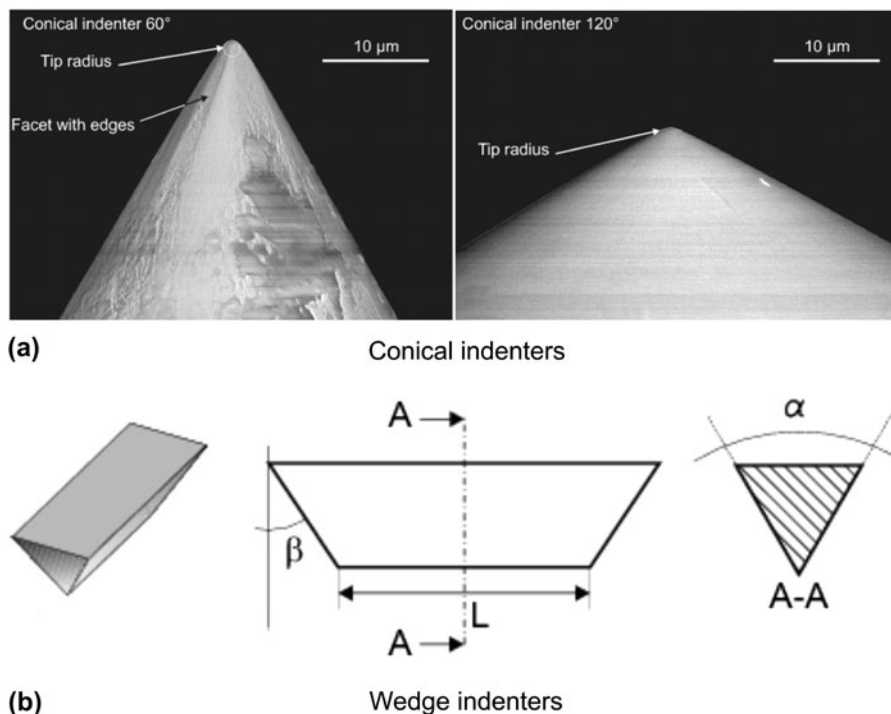 Conical indenter 60°
Tip radius
10 µm
Facet with edges
Conical indenter 120°
10 µm
Tip radius
(a) Conical indenters
A
β
L
A
α
A-A
(b) Wedge indenters